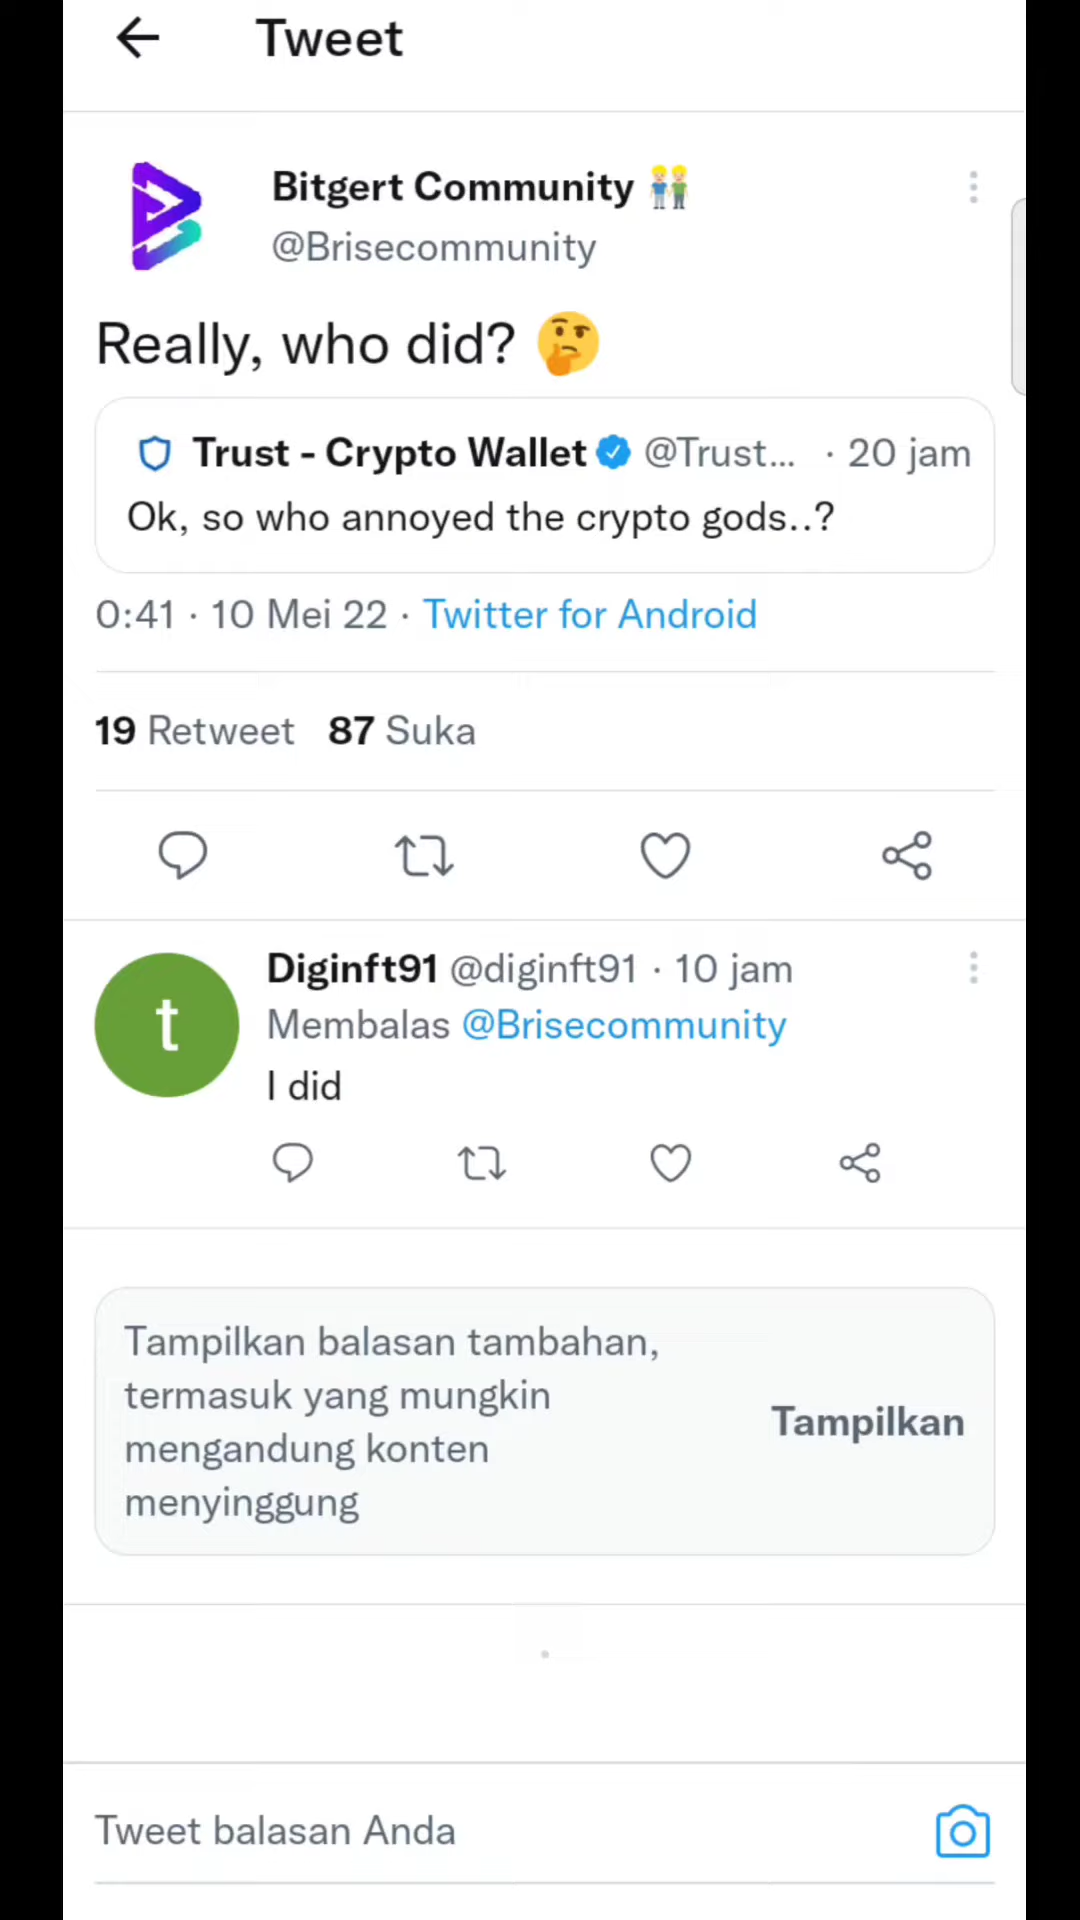 Tweet
Bitgert Community 👬
@Brisecommunity
Really, who did? 🤔
Trust - Crypto Wallet @Trust... · 20 jam
Ok, so who annoyed the crypto gods..?
0:41 · 10 Mei 22 · Twitter for Android
19 Retweet 87 Suka
t
Diginft91 @diginft91 · 10 jam
Membalas @Brisecommunity
I did
Tampilkan balasan tambahan,
termasuk yang mungkin
mengandung konten
menyinggung
Tampilkan
Tweet balasan Anda